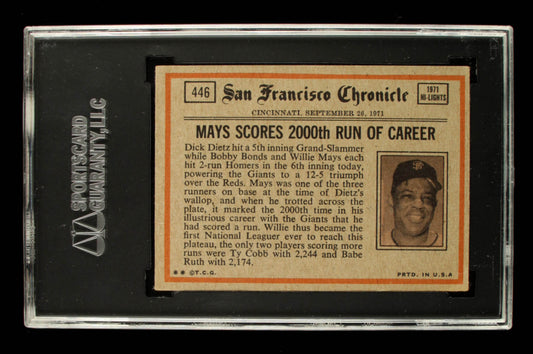 SPORTSCARD
GUARANTY, LLC
446
San Francisco Chronicle
1971
HI-LIGHTS
CINCINNATI, SEPTEMBER 26, 1971
MAYS SCORES 2000th RUN OF CAREER
Dick Dietz hit a 5th inning Grand-Slammer
while Bobby Bonds and Willie Mays each
hit 2-run Homers in the 6th inning today,
powering the Giants to a 12-5 triumph
over the Reds. Mays was one of the three
runners on base at the time of Dietz's
wallop, and when he trotted across the
plate, it marked the 2000th time in his
illustrious career with the Giants that he
had scored a run. Willie thus became the
first National Leaguer ever to reach this
plateau, the only two players scoring more
runs were Ty Cobb with 2,244 and Babe
Ruth with 2,174.
** ©T.C.G.
PRTD. IN U.S.A